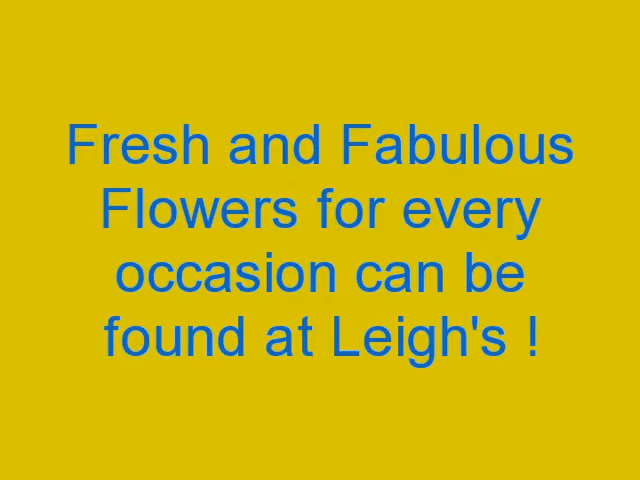 Fresh and Fabulous
Flowers for every
occasion can be
found at Leigh's !